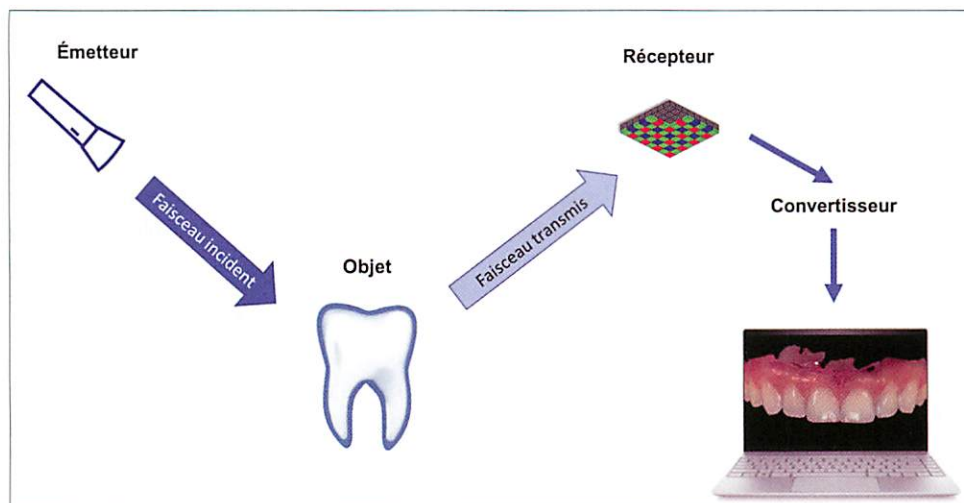 Émetteur
Faisceau incident
Objet
Faisceau transmis
Récepteur
Convertisseur